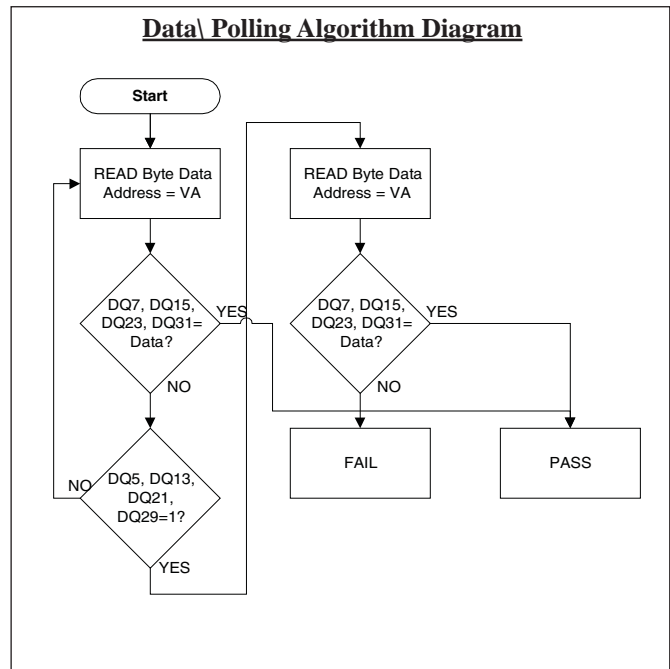 Data\ Polling Algorithm Diagram
Start
READ Byte Data
Address = VA
READ Byte Data
Address = VA
DQ7, DQ15,
DQ23, DQ31=
Data?
YES
DQ7, DQ15,
DQ23, DQ31=
Data?
YES
NO
NO
FAIL
PASS
NO
DQ5, DQ13,
DQ21,
DQ29=1?
YES